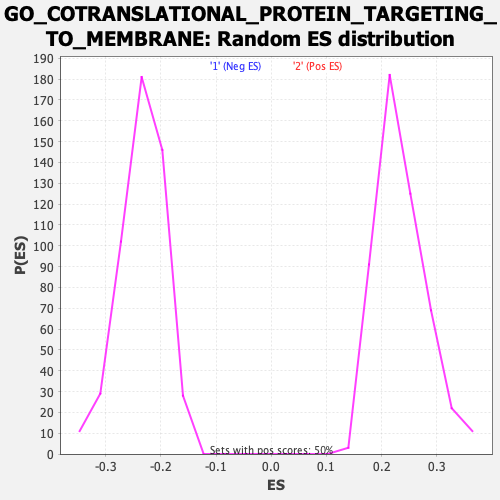 GO_COTRANSLATIONAL_PROTEIN_TARGETING_
TO_MEMBRANE: Random ES distribution
'1' (Neg ES) '2' (Pos ES)
190
180
170
160
150
140
130
120
110
100
90
80
70
60
50
40
30
20
10
0
P(ES)
Sets with pos scores: 50%
-0.3 -0.2 -0.1 0.0 0.1 0.2 0.3
ES